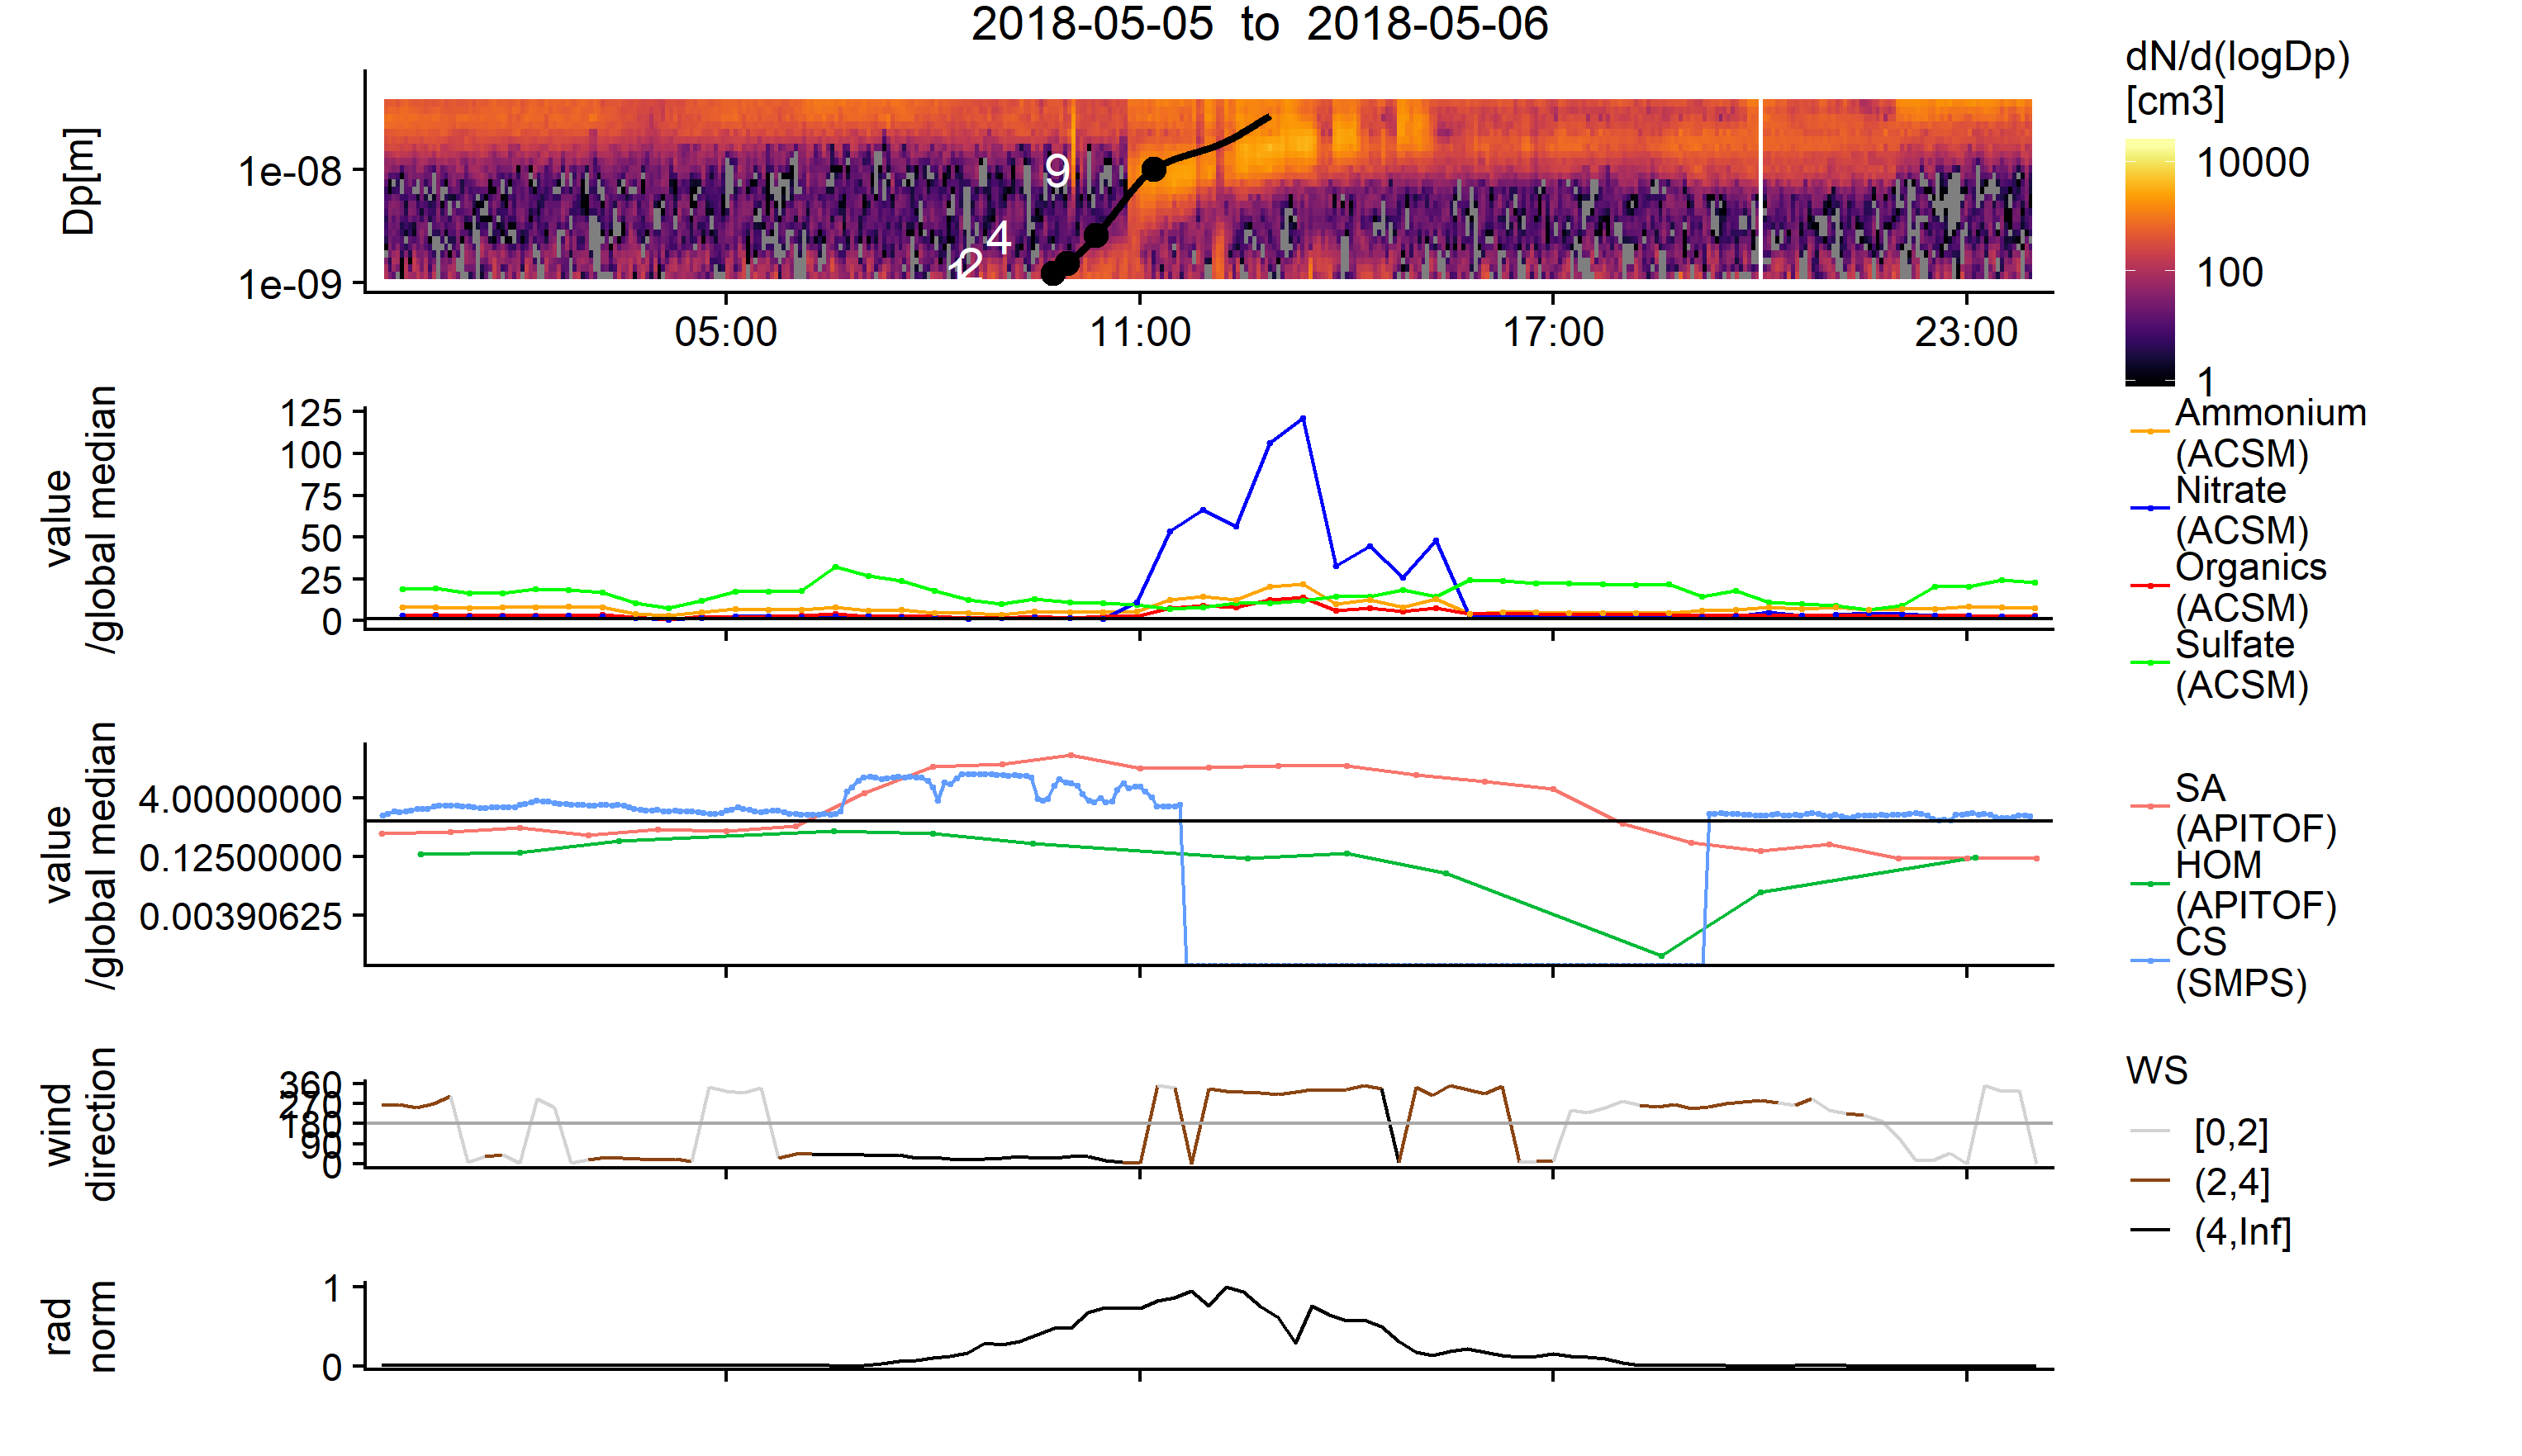 2018-05-05 to 2018-05-06
dN/d(logDp)
[cm3]
10000
100
1
Dp[m]
1e-08
1e-09
9
4
2
1
05:00
11:00
17:00
23:00
value
/global median
125
100
75
50
25
0
Ammonium
(ACSM)
Nitrate
(ACSM)
Organics
(ACSM)
Sulfate
(ACSM)
value
/global median
4.00000000
0.12500000
0.00390625
SA
(APITOF)
HOM
(APITOF)
CS
(SMPS)
wind
direction
360
270
180
90
0
WS
[0,2]
(2,4]
(4,Inf]
rad
norm
1
0